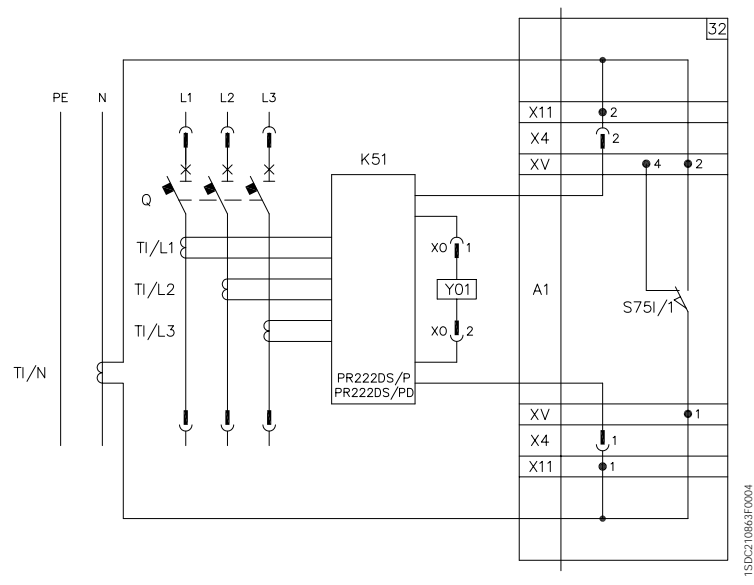 32
PE N L1 L2 L3
X11 2
X4 2
K51
XV 4 2
Q
TI/L1
X0 1
TI/L2
Y01
A1
S75I/1
TI/L3
X0 2
TI/N
PR222DS/P
PR222DS/PD
XV 1
X4 1
X11 1
1SDC210863F0004